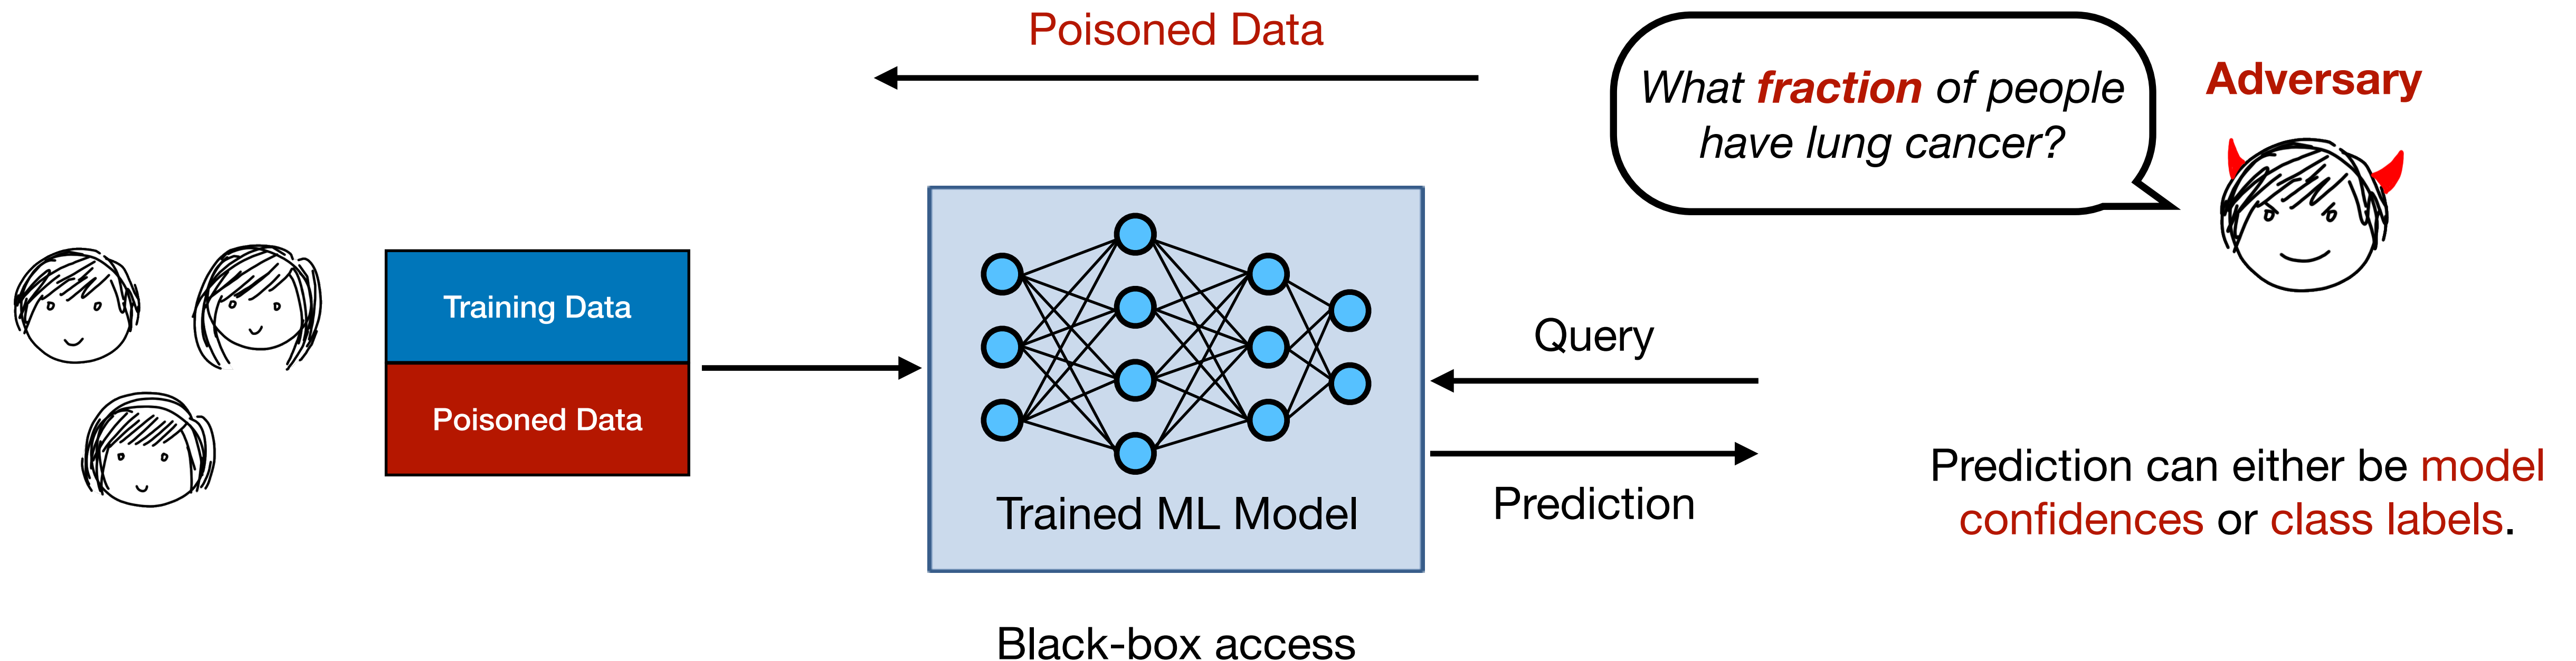 Poisoned Data
What fraction of people
have lung cancer?
Adversary
Training Data
Poisoned Data
Trained ML Model
Black-box access
Query
Prediction
Prediction can either be model
confidences or class labels.